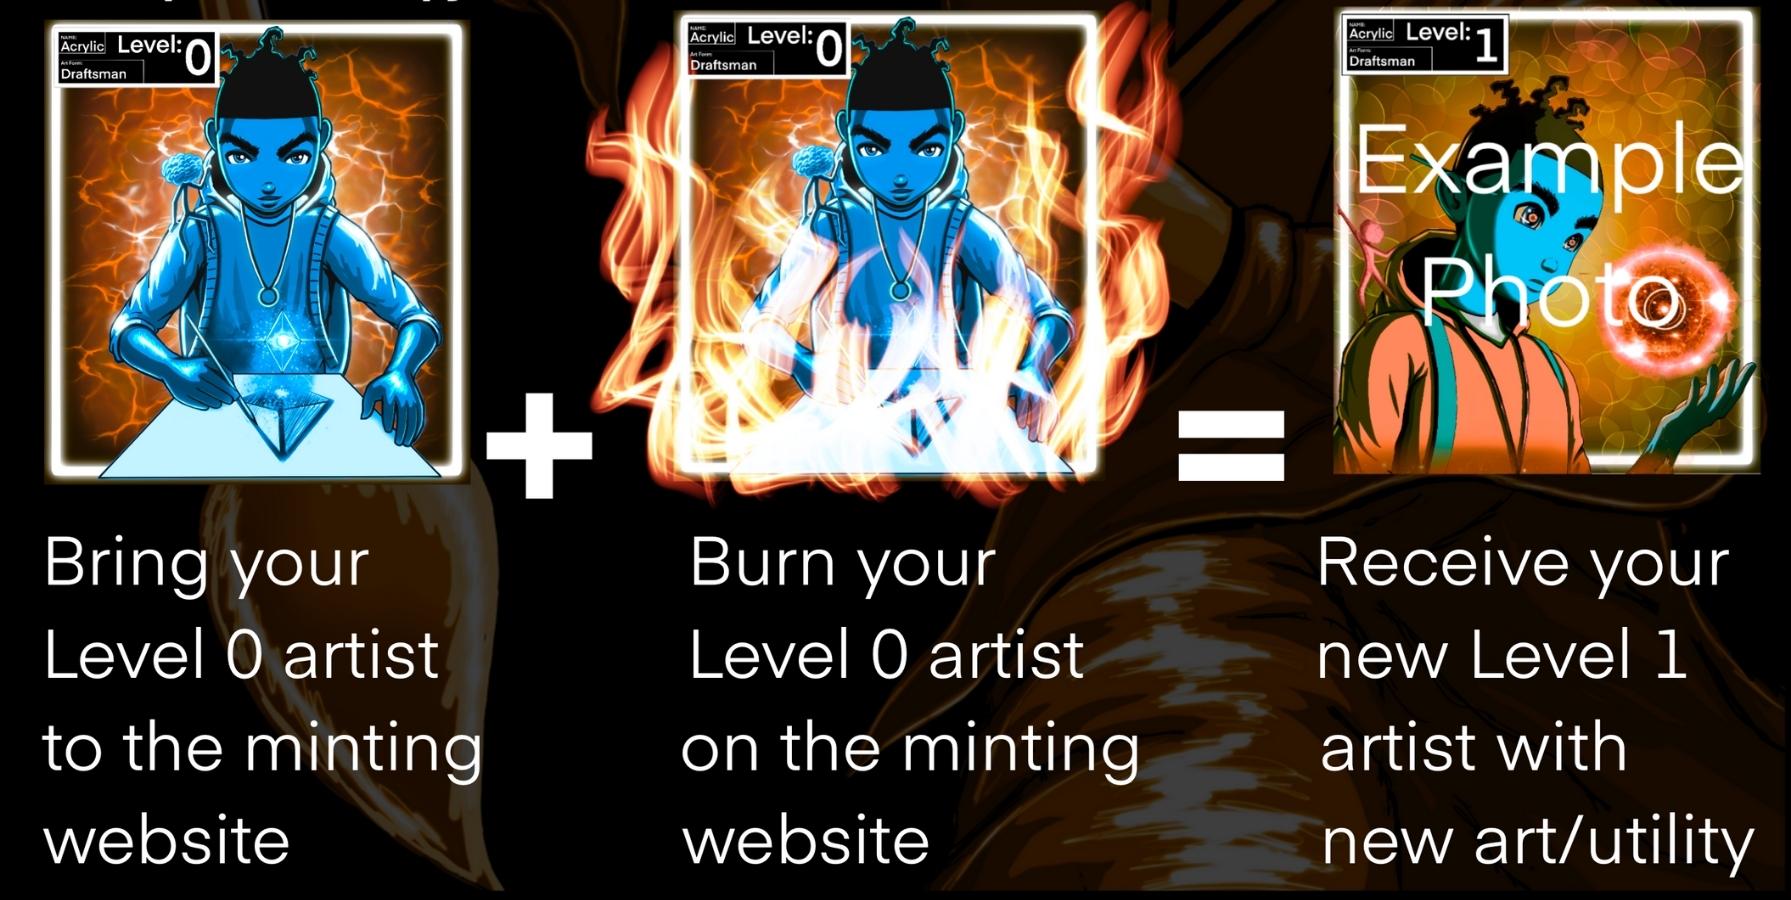 NAME:
Acrylic
Level: 0
Art Form:
Draftsman
NAME:
Acrylic
Level: 0
Art Form:
Draftsman
NAME:
Acrylic
Level: 1
Art Form:
Draftsman
Example
Photo
+
=
Bring your
Level 0 artist
to the minting
website
Burn your
Level 0 artist
on the minting
website
Receive your
new Level 1
artist with
new art/utility